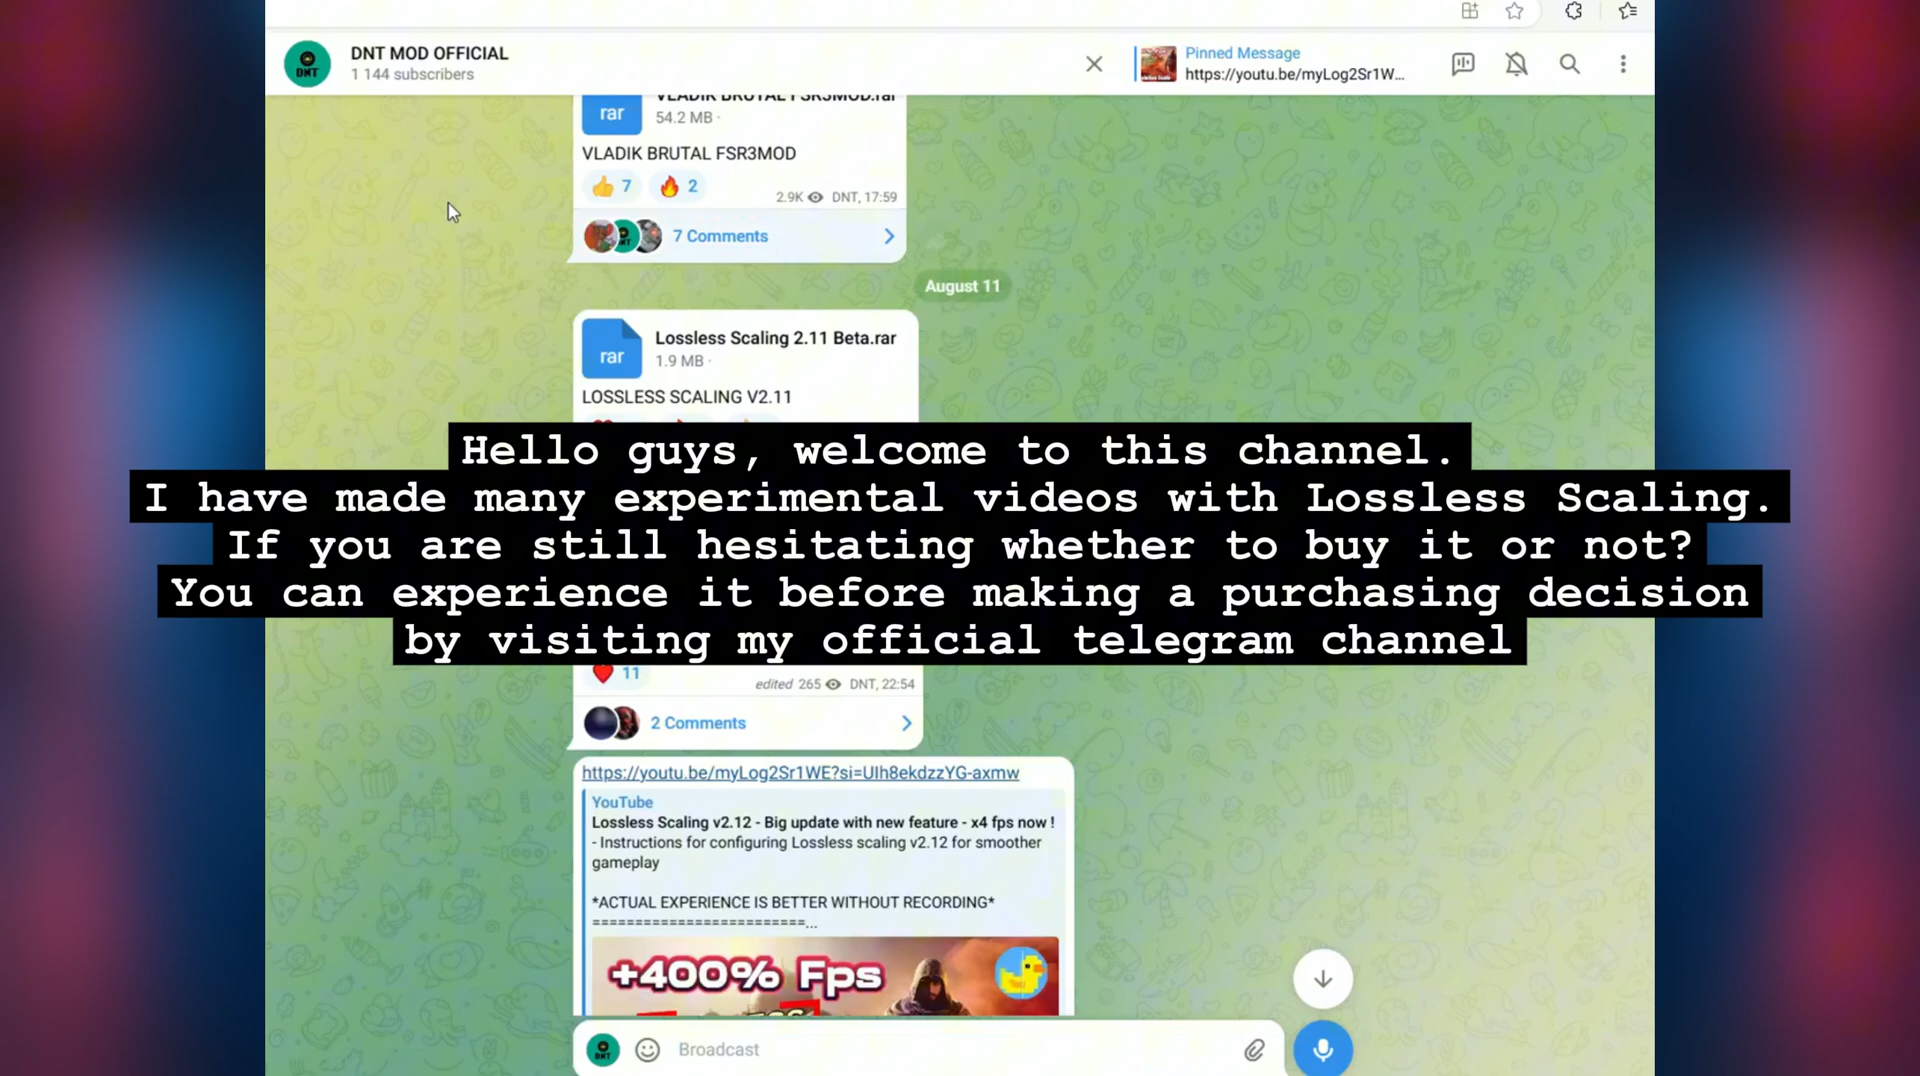 DNT MOD OFFICIAL
1 144 subscribers
Pinned Message
https://youtu.be/myLog2Sr1W...
DNT
VLADIK BRUTAL FSR3MOD.rar
rar
54.2 MB
VLADIK BRUTAL FSR3MOD
7 2
2.9K DNT, 17:59
7 Comments
August 11
Lossless Scaling 2.11 Beta.rar
rar
1.9 MB
LOSSLESS SCALING V2.11
Hello guys, welcome to this channel.
I have made many experimental videos with Lossless Scaling.
If you are still hesitating whether to buy it or not?
You can experience it before making a purchasing decision
by visiting my official telegram channel
11
edited 265 DNT, 22:54
2 Comments
https://youtu.be/myLog2Sr1WE?si=UIh8ekdzzYG-axmw
YouTube
Lossless Scaling v2.12 - Big update with new feature - x4 fps now !
- Instructions for configuring Lossless scaling v2.12 for smoother
gameplay
*ACTUAL EXPERIENCE IS BETTER WITHOUT RECORDING*
========================...
+400% Fps
DNT
Broadcast